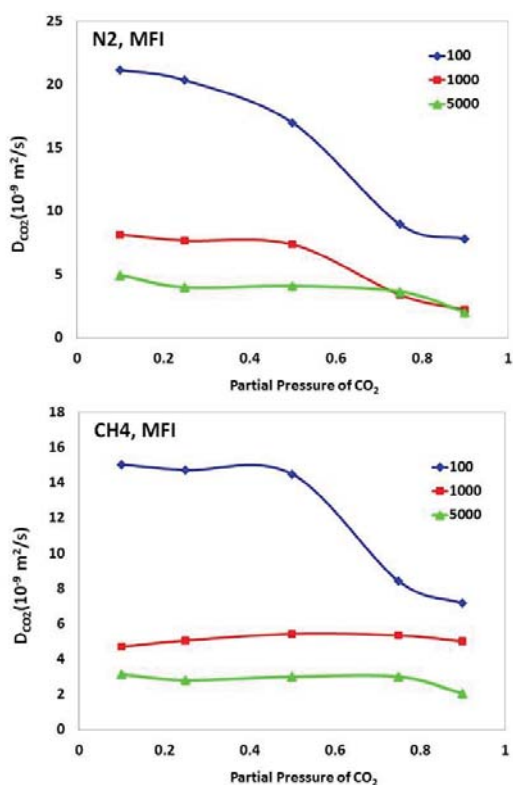 N2, MFI
25
20
15
10
5
0
D_CO2(10⁻⁹ m²/s)
100
1000
5000
0 0.2 0.4 0.6 0.8 1
Partial Pressure of CO₂
CH4, MFI
18
16
14
12
10
8
6
4
2
0
D_CO2(10⁻⁹ m²/s)
100
1000
5000
0 0.2 0.4 0.6 0.8 1
Partial Pressure of CO₂